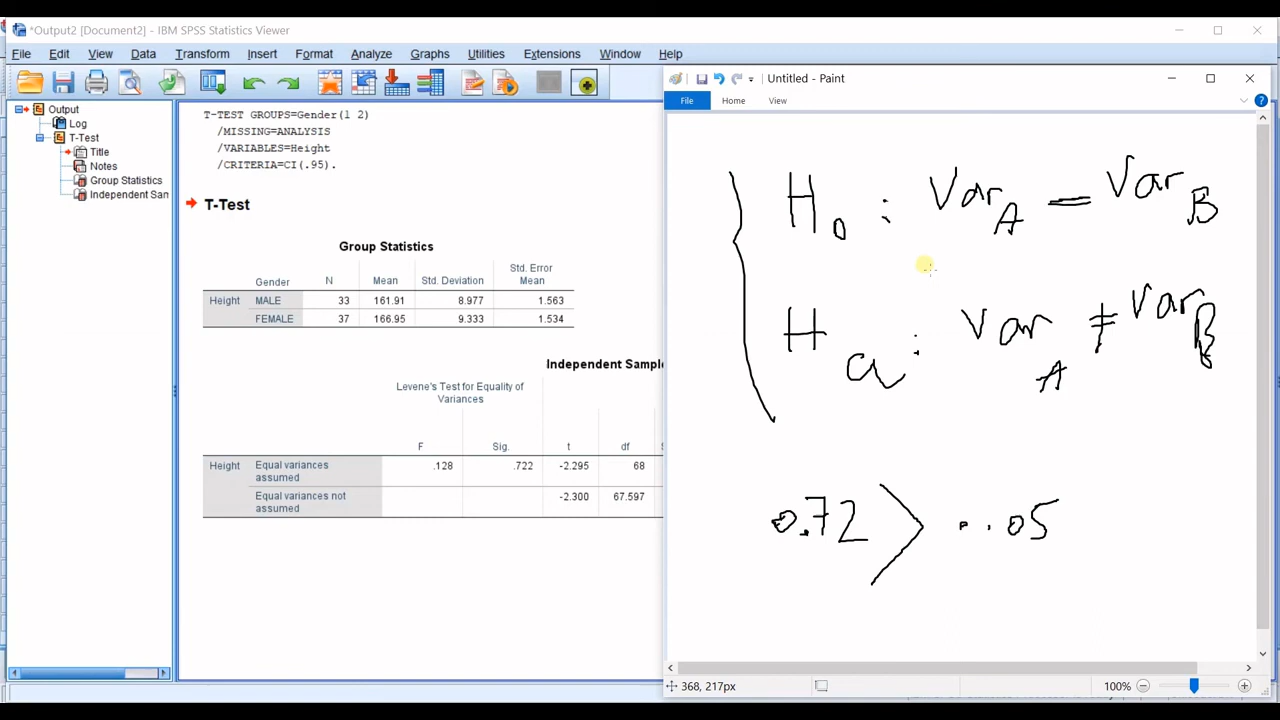 *Output2 [Document2] - IBM SPSS Statistics Viewer
File Edit View Data Transform Insert Format Analyze Graphs Utilities Extensions Window Help
Output
Log
T-Test
Title
Notes
Group Statistics
Independent Sam
T-TEST GROUPS=Gender(1 2)
/MISSING=ANALYSIS
/VARIABLES=Height
/CRITERIA=CI(.95).
T-Test
Group Statistics
Gender N Mean Std. Deviation Std. Error Mean
Height MALE 33 161.91 8.977 1.563
FEMALE 37 166.95 9.333 1.534
Independent Sample
Levene's Test for Equality of
Variances
F Sig. t df
Height Equal variances assumed .128 .722 -2.295 68
Equal variances not assumed -2.300 67.597
Untitled - Paint
File Home View
H0 : VarA = VarB
Ha : VarA ≠ VarB
0.72 > .05
368, 217px
100%